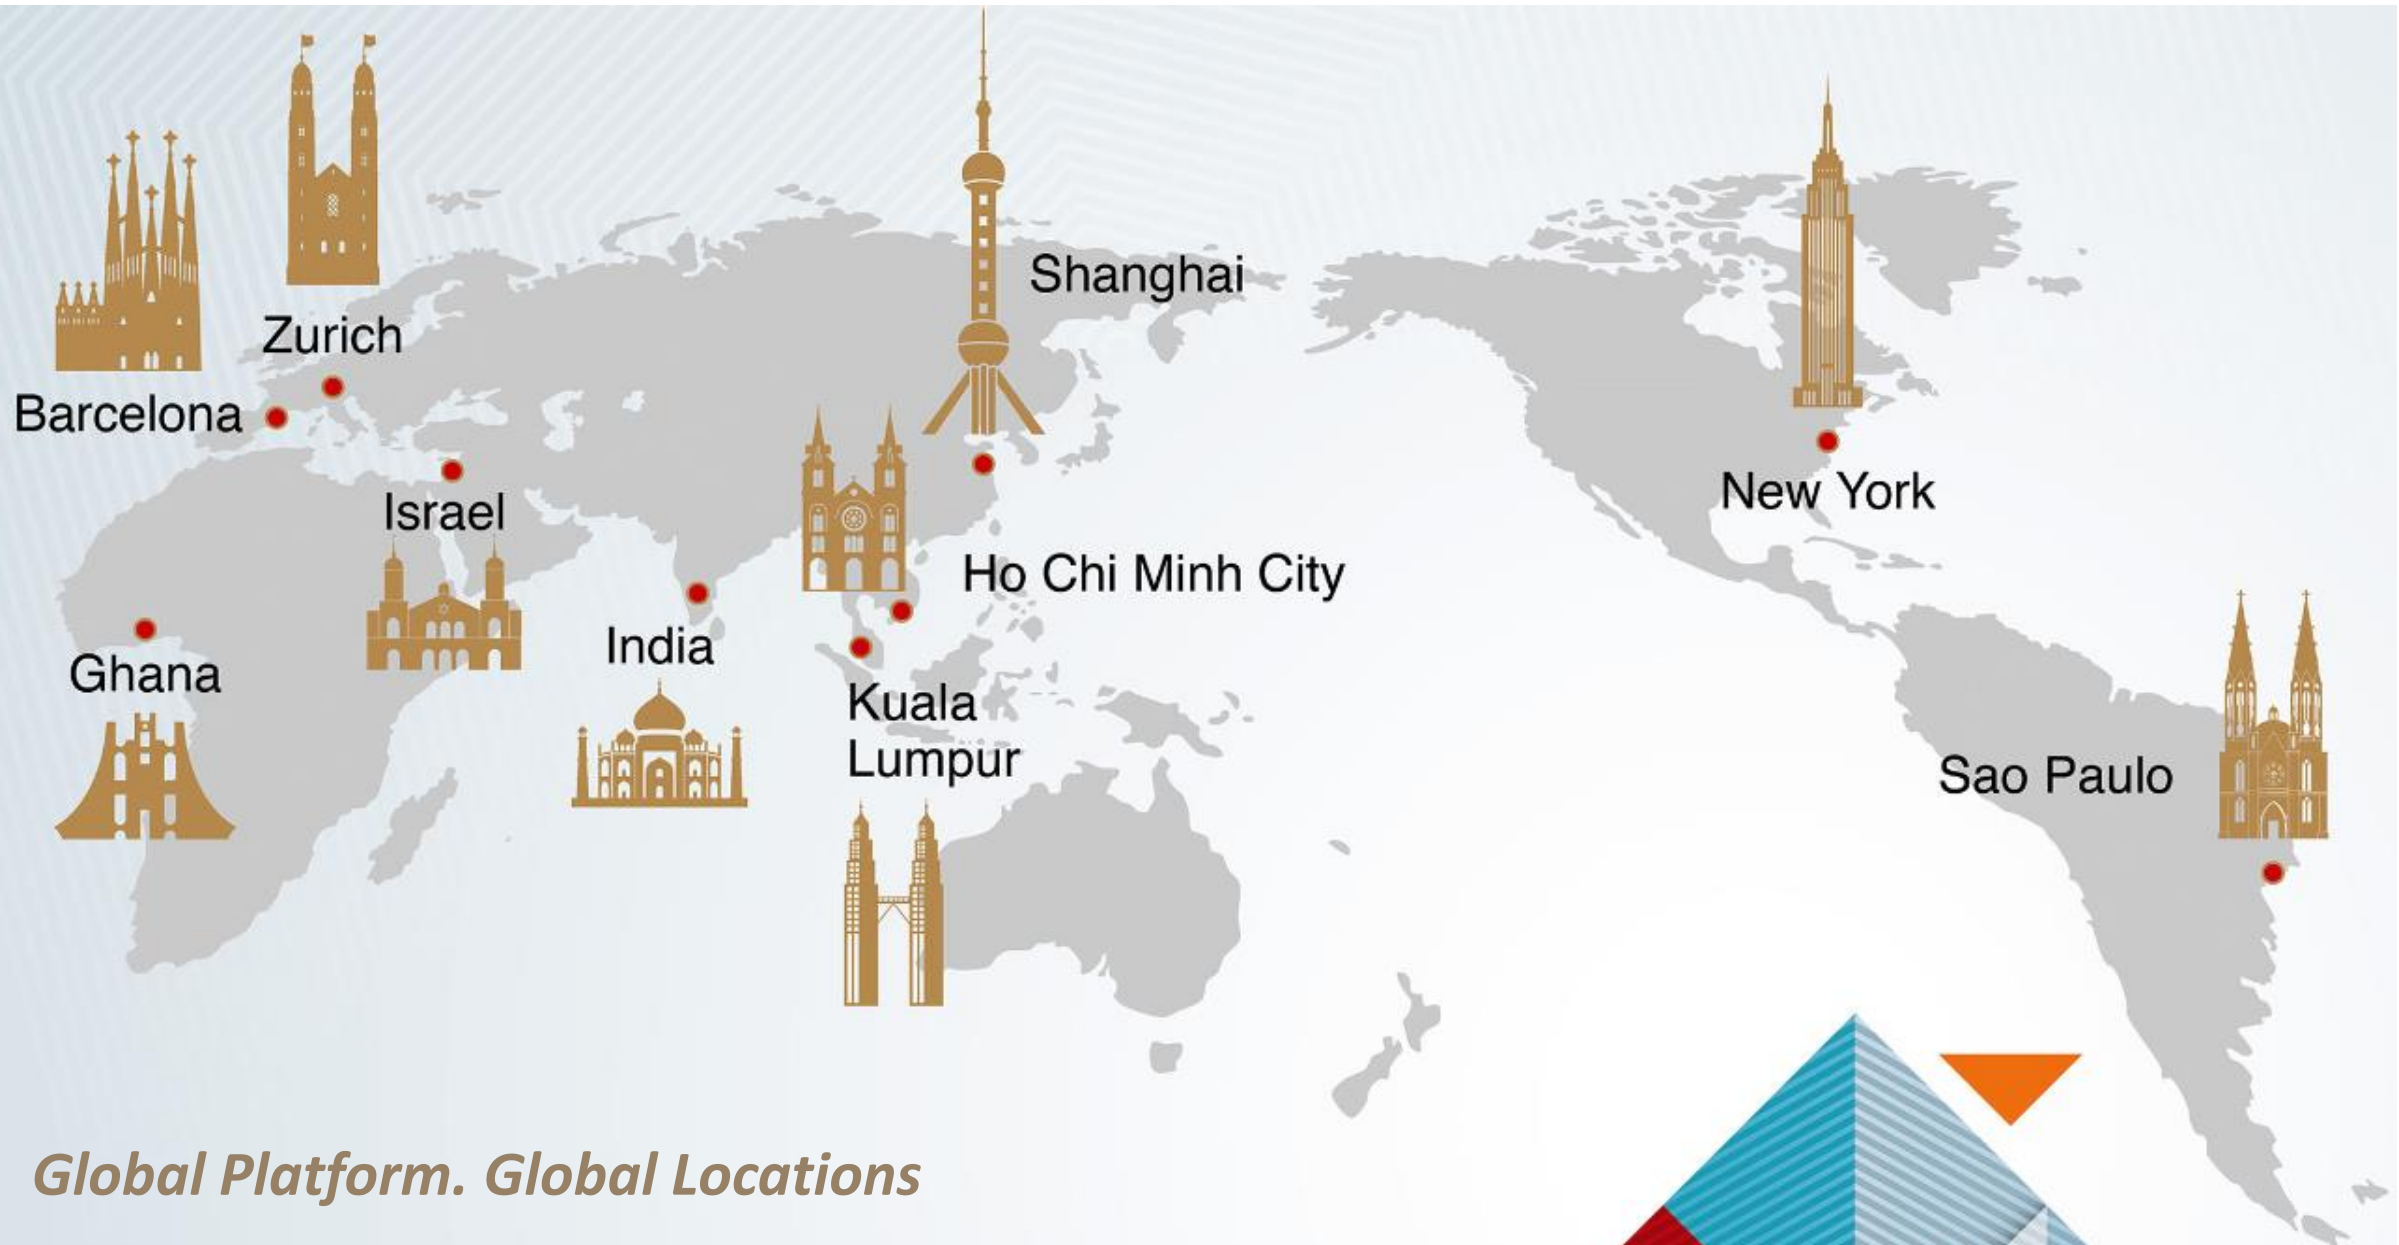 Shanghai
Zurich
Barcelona
Israel
New York
Ho Chi Minh City
India
Ghana
Kuala
Lumpur
Sao Paulo
Global Platform. Global Locations